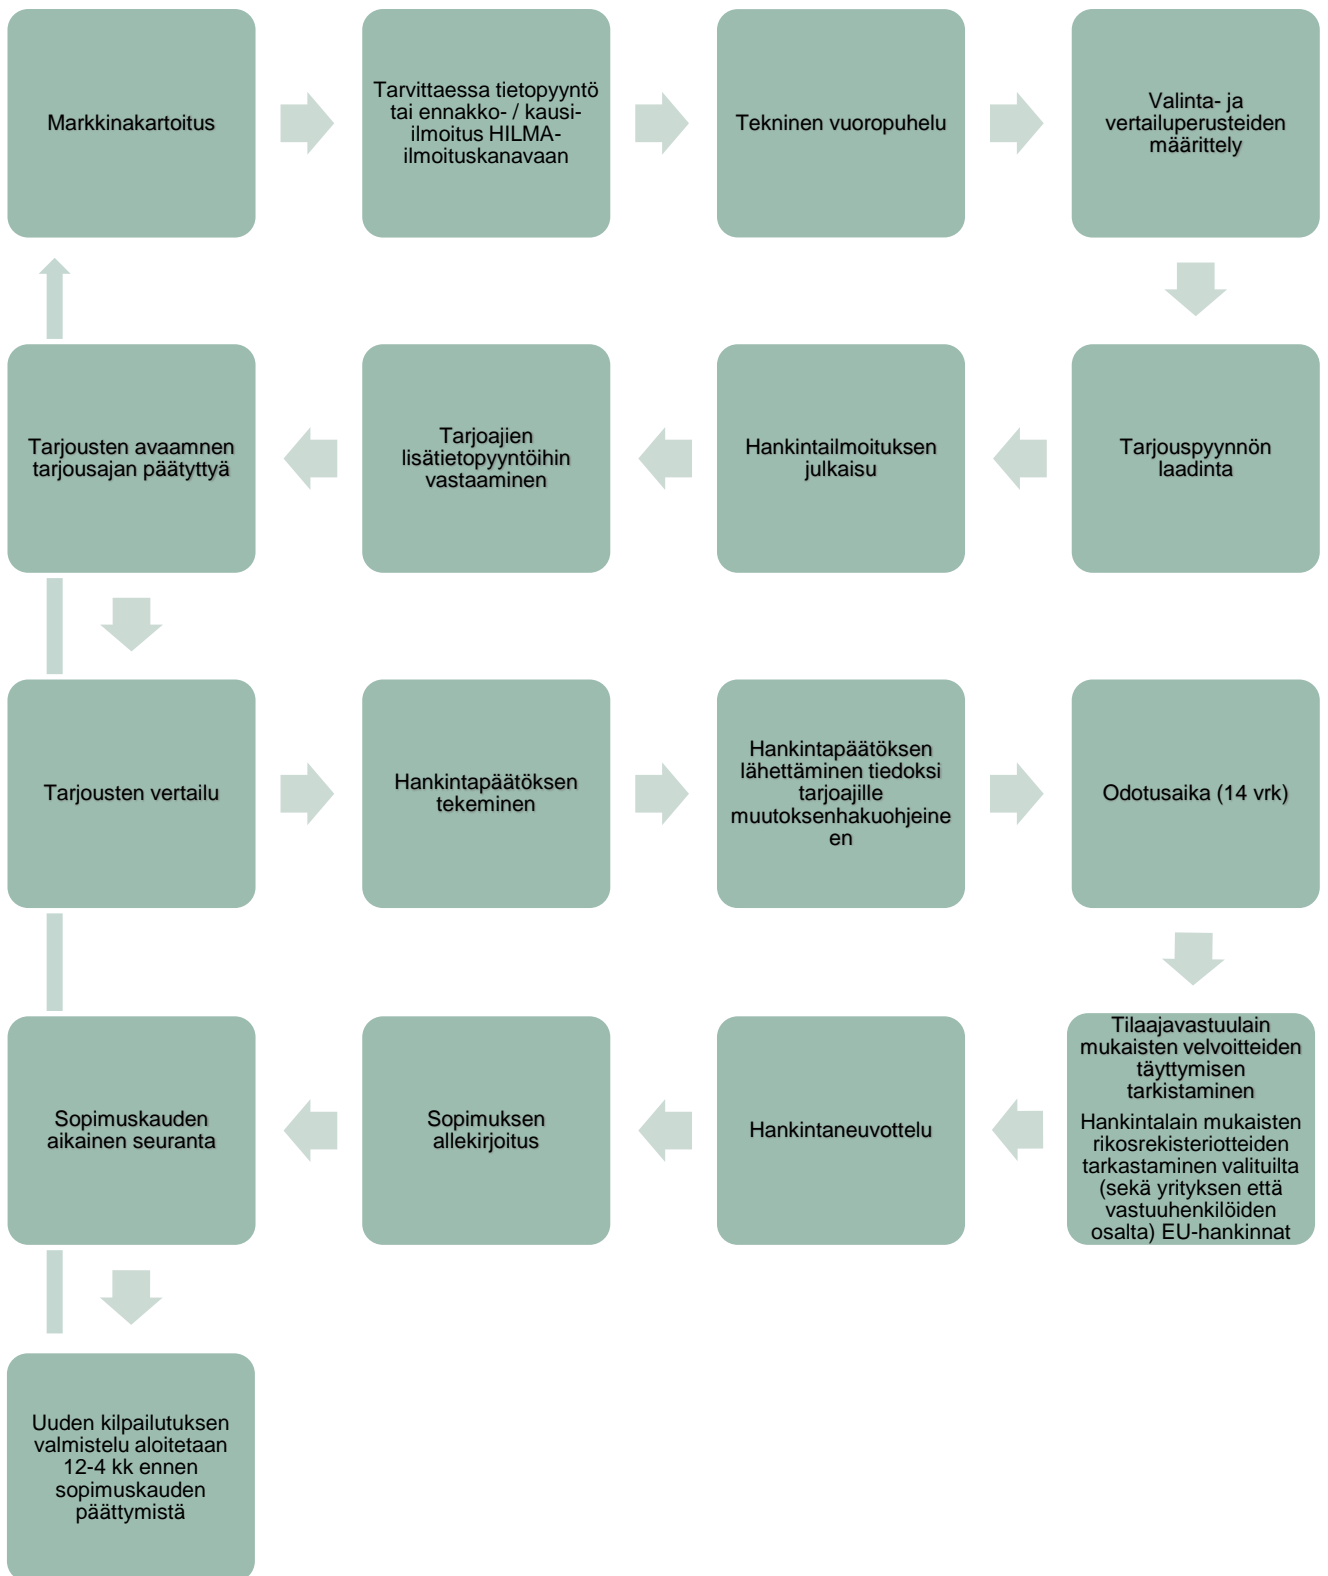 Markkinakartoitus
Tarvittaessa tietopyyntö
tai ennakko- / kausi-
ilmoitus HILMA-
ilmoituskanavaan
Tekninen vuoropuhelu
Valinta- ja
vertailuperusteiden
määrittely
Tarjouspyynnön
laadinta
Hankintailmoituksen
julkaisu
Tarjoajien
lisätietopyyntöihin
vastaaminen
Tarjousten avaamnen
tarjousajan päätyttyä
Tarjousten vertailu
Hankintapäätöksen
tekeminen
Hankintapäätöksen
lähettäminen tiedoksi
tarjoajille
muutoksenhakuohjeine
en
Odotusaika (14 vrk)
Tilaajavastuulain
mukaisten velvoitteiden
täyttymisen
tarkistaminen
Hankintalain mukaisten
rikosrekisteriotteiden
tarkastaminen valituilta
(sekä yrityksen että
vastuuhenkilöiden
osalta) EU-hankinnat
Hankintaneuvottelu
Sopimuksen
allekirjoitus
Sopimuskauden
aikainen seuranta
Uuden kilpailutuksen
valmistelu aloitetaan
12-4 kk ennen
sopimuskauden
päättymistä